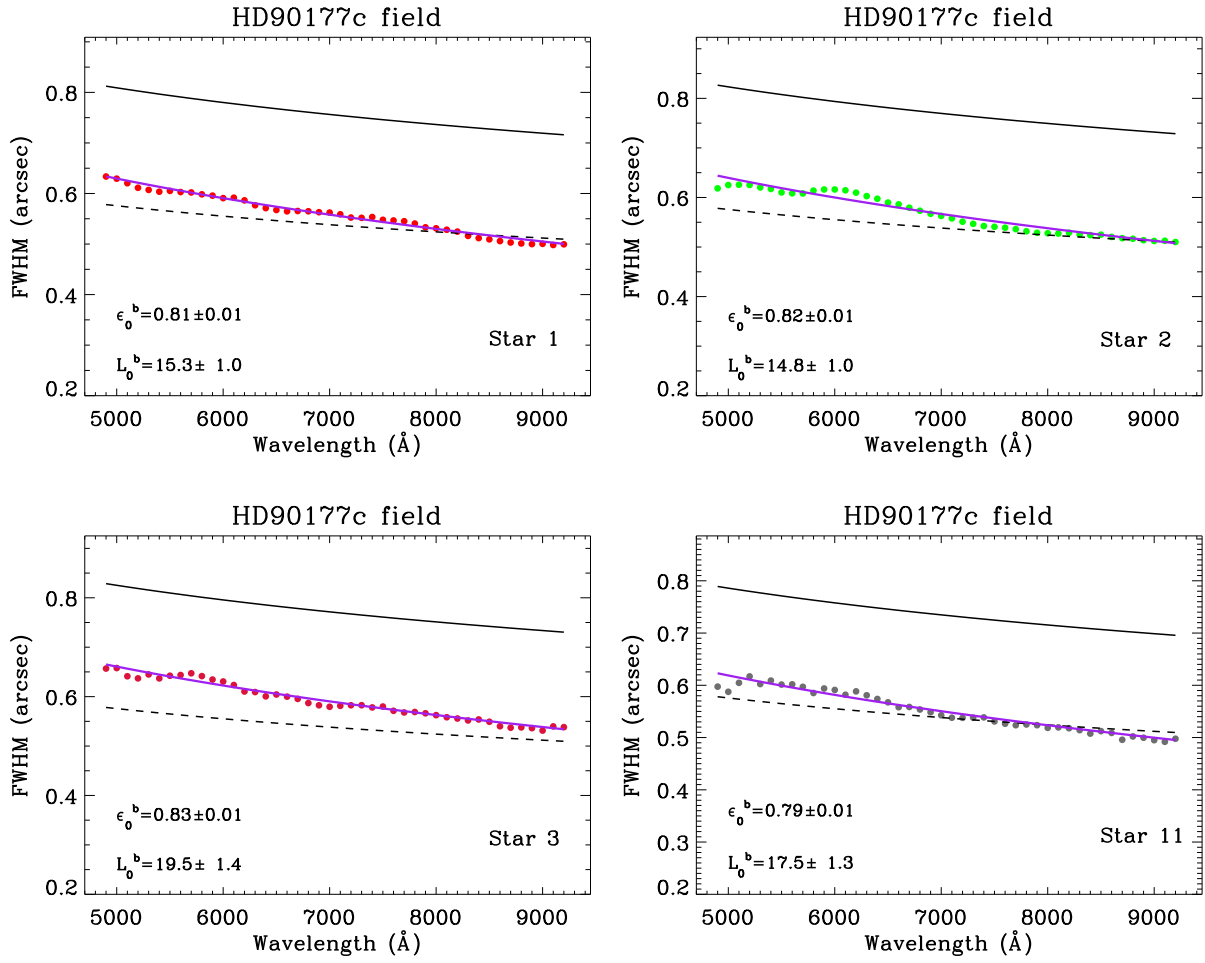 HD90177c field
FWHM (arcsec)
0.8
0.6
0.4
0.2
ϵ₀ᵇ=0.81±0.01
L₀ᵇ=15.3± 1.0
Star 1
5000 6000 7000 8000 9000
Wavelength (Å)
HD90177c field
FWHM (arcsec)
0.8
0.6
0.4
0.2
ϵ₀ᵇ=0.82±0.01
L₀ᵇ=14.8± 1.0
Star 2
5000 6000 7000 8000 9000
Wavelength (Å)
HD90177c field
FWHM (arcsec)
0.8
0.6
0.4
0.2
ϵ₀ᵇ=0.83±0.01
L₀ᵇ=19.5± 1.4
Star 3
5000 6000 7000 8000 9000
Wavelength (Å)
HD90177c field
FWHM (arcsec)
0.8
0.7
0.6
0.5
0.4
0.3
0.2
ϵ₀ᵇ=0.79±0.01
L₀ᵇ=17.5± 1.3
Star 11
5000 6000 7000 8000 9000
Wavelength (Å)